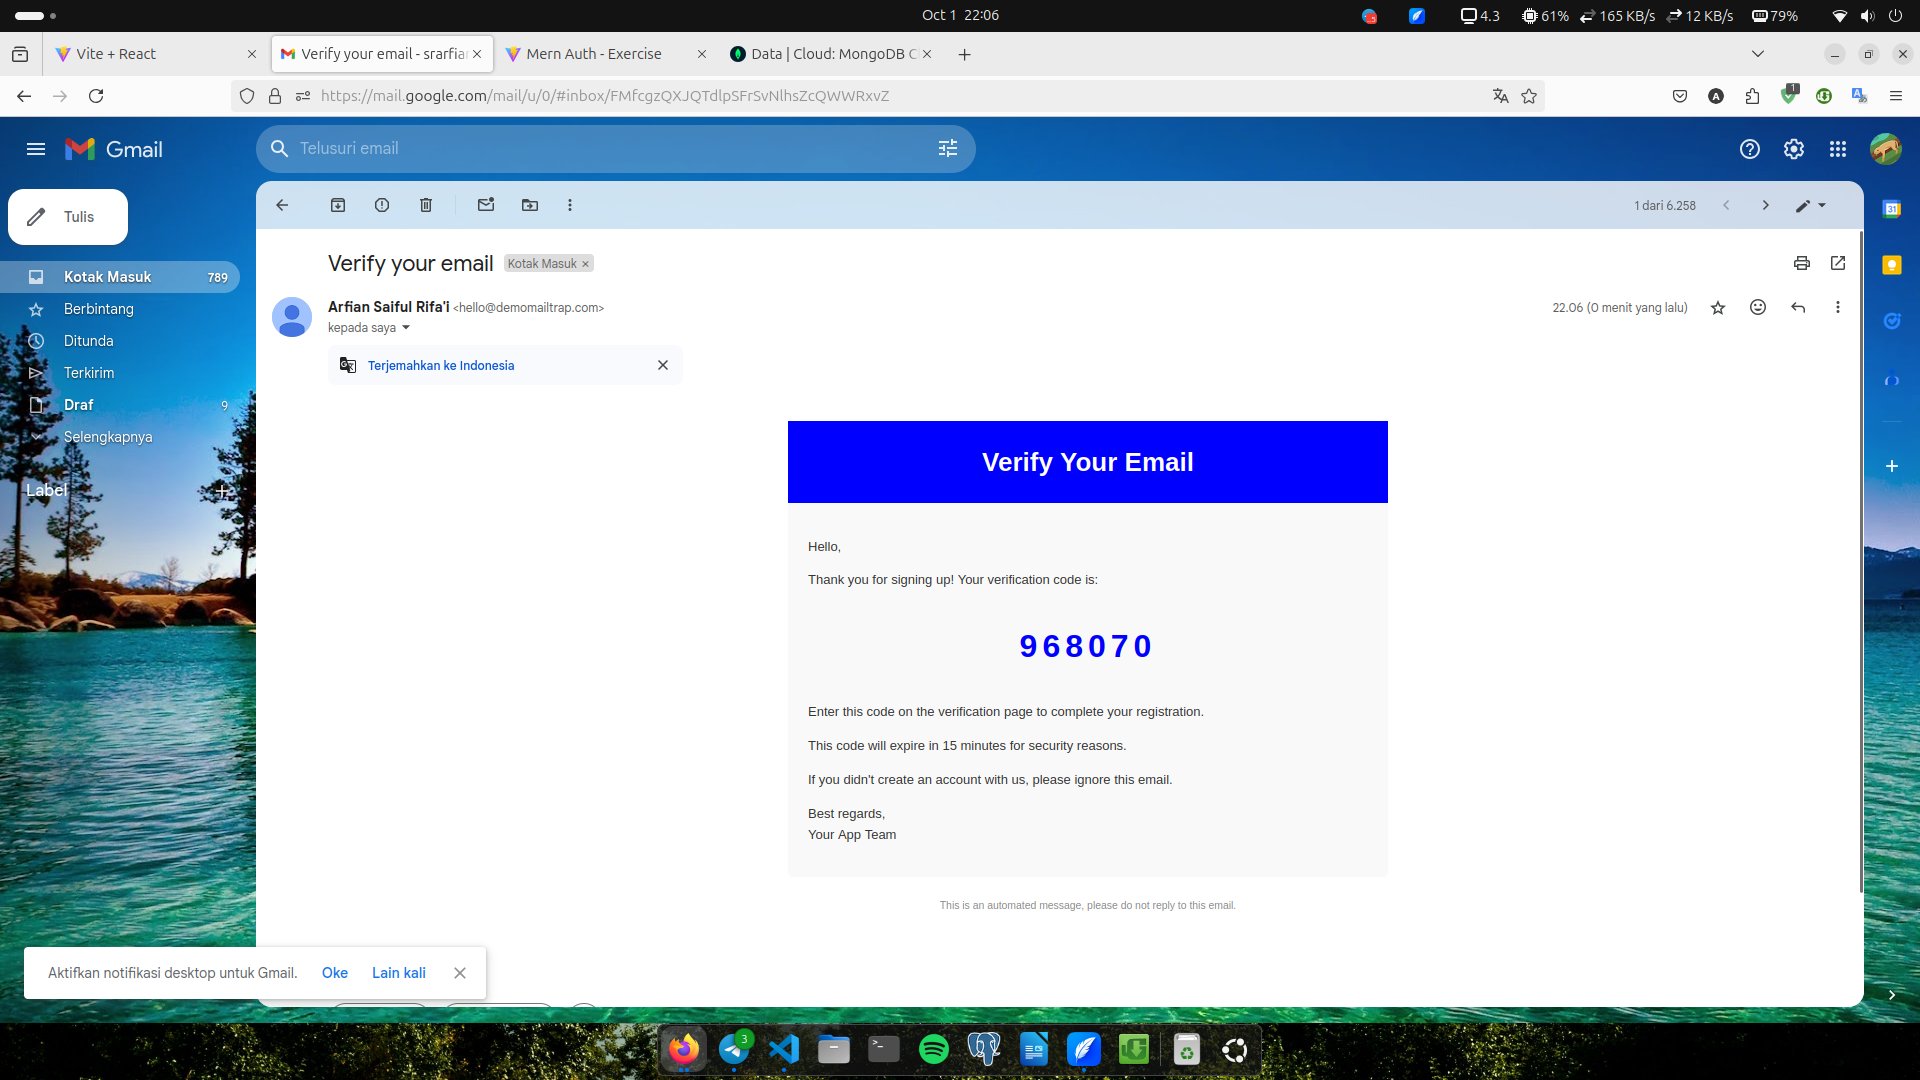 Oct 1 22:06
4.3
61%
165 KB/s
12 KB/s
79%
Vite + React
Verify your email - srarfian
Mern Auth - Exercise
Data | Cloud: MongoDB C
https://mail.google.com/mail/u/0/#inbox/FMfcgzQXJQTdlpSFrSvNlhsZcQWWRxvZ
A
1
Gmail
Telusuri email
Tulis
1 dari 6.258
31
Kotak Masuk 789
Berbintang
Ditunda
Terkirim
Draf 9
Selengkapnya
Label
Verify your email
Kotak Masuk
Arfian Saiful Rifa'i <hello@demomailtrap.com>
22.06 (0 menit yang lalu)
kepada saya
Terjemahkan ke Indonesia
Verify Your Email
Hello,
Thank you for signing up! Your verification code is:
968070
Enter this code on the verification page to complete your registration.
This code will expire in 15 minutes for security reasons.
If you didn't create an account with us, please ignore this email.
Best regards,
Your App Team
This is an automated message, please do not reply to this email.
Aktifkan notifikasi desktop untuk Gmail.
Oke
Lain kali
3